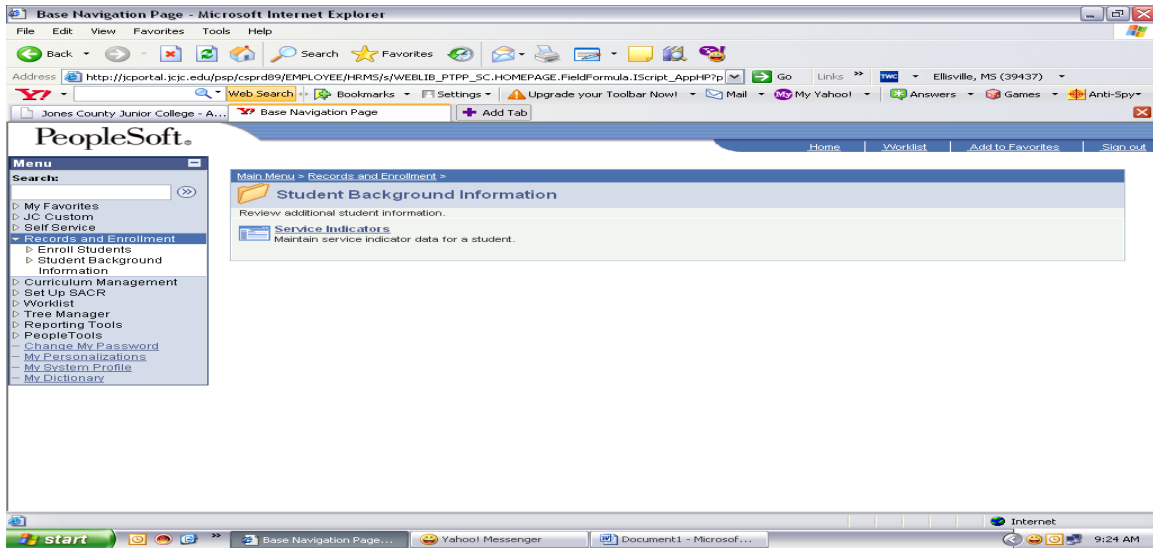 Base Navigation Page - Microsoft Internet Explorer
File Edit View Favorites Tools Help
Back Search Favorites
Address http://jcportal.jcjc.edu/psp/csprd89/EMPLOYEE/HRMS/s/WEBLIB_PTPP_SC.HOMEPAGE.FieldFormula.IScript_AppHP?p Go Links » TWC Ellisville, MS (39437)
Y? Web Search Bookmarks Settings Upgrade your Toolbar Now! Mail My Yahoo! Answers Games Anti-Spy
Jones County Junior College - A... Base Navigation Page Add Tab
PeopleSoft.
Home Worklist Add to Favorites Sign out
Menu
Search:
My Favorites
JC Custom
Self Service
Records and Enrollment
Enroll Students
Student Background
Information
Curriculum Management
Set Up SACR
Worklist
Tree Manager
Reporting Tools
PeopleTools
Change My Password
My Personalizations
My System Profile
My Dictionary
Main Menu > Records and Enrollment >
Student Background Information
Review additional student information.
Service Indicators
Maintain service indicator data for a student.
Internet
start » Base Navigation Page... Yahoo! Messenger Document1 - Microsof... 9:24 AM